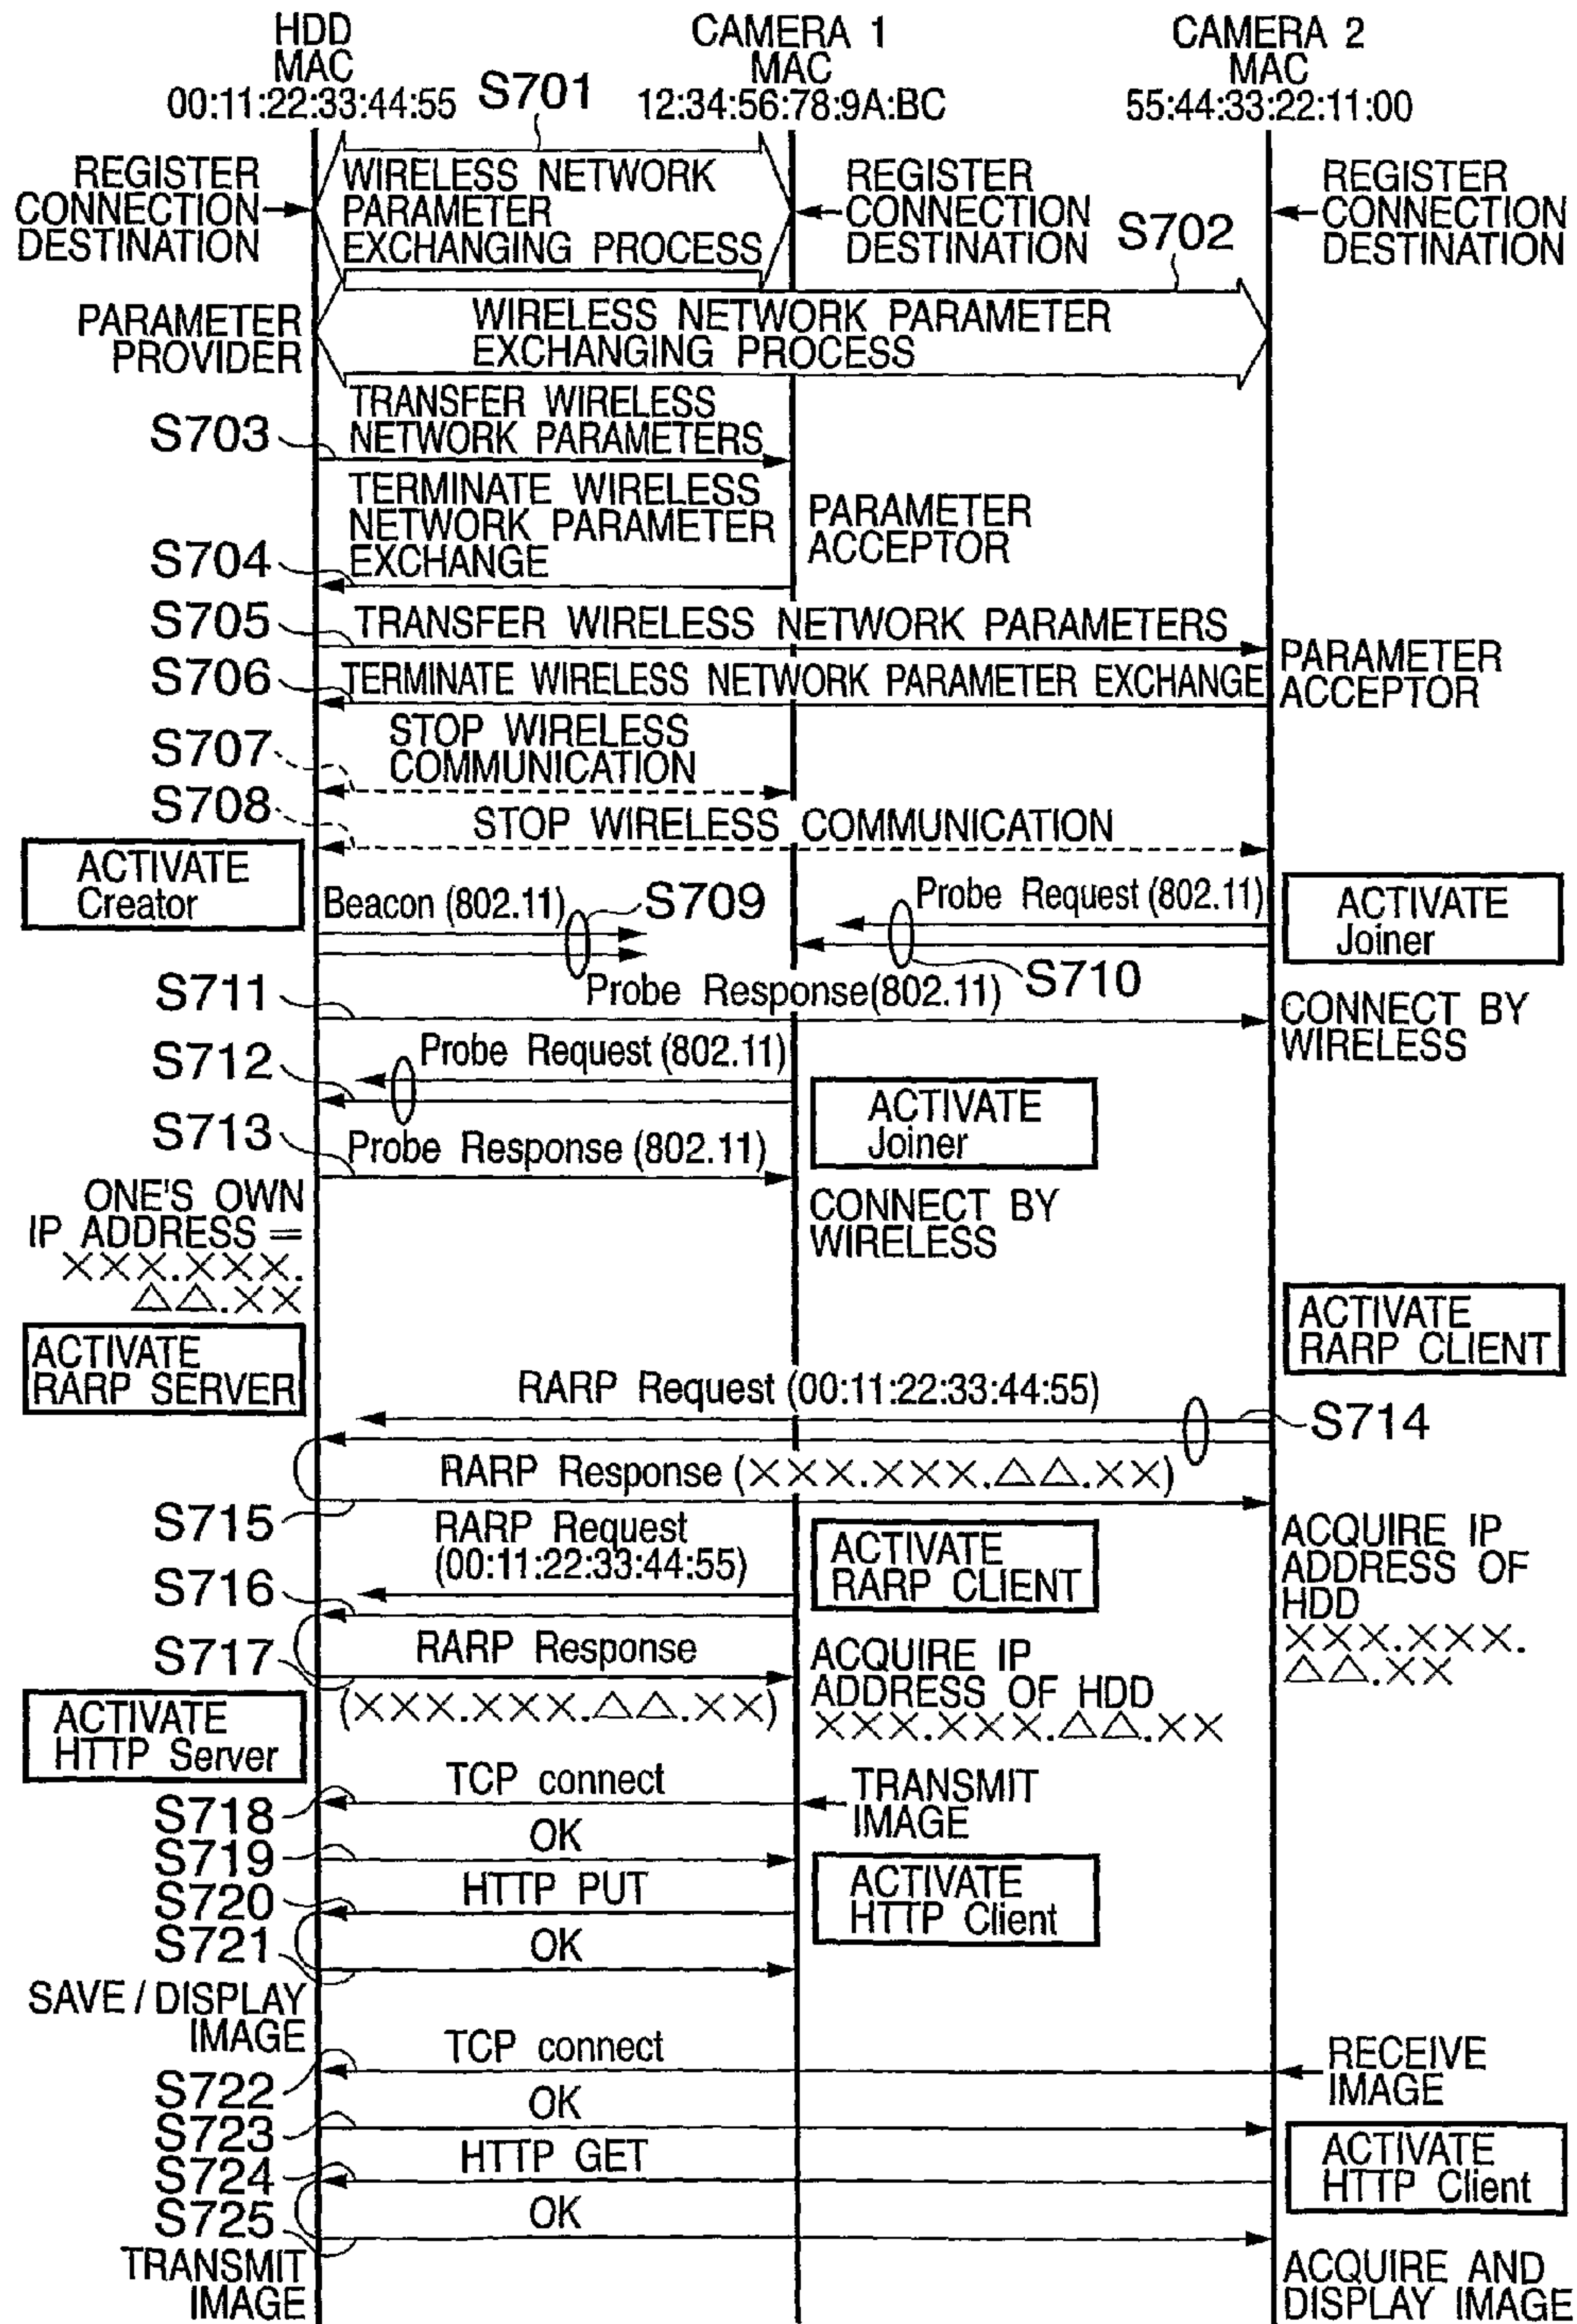 HDD
MAC
00:11:22:33:44:55
CAMERA 1
MAC
12:34:56:78:9A:BC
CAMERA 2
MAC
55:44:33:22:11:00
S701
REGISTER
CONNECTION
DESTINATION
WIRELESS NETWORK
PARAMETER
EXCHANGING PROCESS
REGISTER
CONNECTION
DESTINATION
REGISTER
CONNECTION
DESTINATION
S702
PARAMETER
PROVIDER
WIRELESS NETWORK PARAMETER
EXCHANGING PROCESS
S703
TRANSFER WIRELESS
NETWORK PARAMETERS
S704
TERMINATE WIRELESS
NETWORK PARAMETER
EXCHANGE
PARAMETER
ACCEPTOR
S705
TRANSFER WIRELESS NETWORK PARAMETERS
S706
TERMINATE WIRELESS NETWORK PARAMETER EXCHANGE
PARAMETER
ACCEPTOR
S707
STOP WIRELESS
COMMUNICATION
S708
STOP WIRELESS COMMUNICATION
ACTIVATE
Creator
Beacon (802.11)
S709
Probe Request (802.11)
S710
ACTIVATE
Joiner
S711
Probe Response(802.11)
CONNECT BY
WIRELESS
S712
Probe Request (802.11)
ACTIVATE
Joiner
S713
Probe Response (802.11)
CONNECT BY
WIRELESS
ONE'S OWN
IP ADDRESS =
×××.×××.
△△.××
ACTIVATE
RARP SERVER
ACTIVATE
RARP CLIENT
RARP Request (00:11:22:33:44:55)
S714
RARP Response (×××.×××.△△.××)
S715
ACQUIRE IP
ADDRESS OF
HDD
×××.×××.
△△.××
RARP Request
(00:11:22:33:44:55)
S716
ACTIVATE
RARP CLIENT
S717
RARP Response
(×××.×××.△△.××)
ACQUIRE IP
ADDRESS OF HDD
×××.×××.△△.××
ACTIVATE
HTTP Server
S718
TCP connect
TRANSMIT
IMAGE
S719
OK
ACTIVATE
HTTP Client
S720
HTTP PUT
S721
OK
SAVE / DISPLAY
IMAGE
S722
TCP connect
RECEIVE
IMAGE
S723
OK
ACTIVATE
HTTP Client
S724
HTTP GET
S725
OK
TRANSMIT
IMAGE
ACQUIRE AND
DISPLAY IMAGE